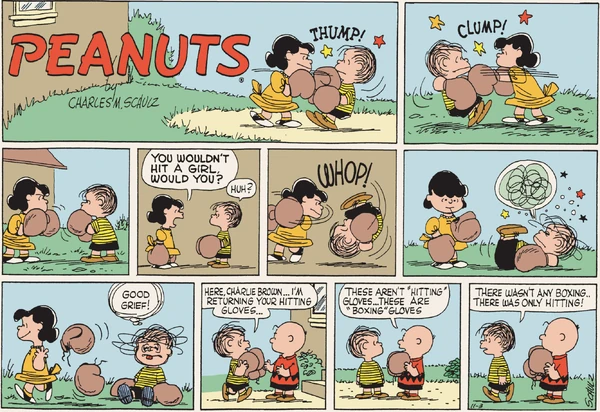 PEANUTS
by
CHARLES M. SCHULZ
THUMP!
CLUMP!
YOU WOULDN'T
HIT A GIRL,
WOULD YOU?
HUH?
WHOP!
GOOD
GRIEF!
HERE, CHARLIE BROWN... I'M
RETURNING YOUR HITTING
GLOVES...
THESE AREN'T "HITTING"
GLOVES...THESE ARE
"BOXING" GLOVES
THERE WASN'T ANY BOXING..
THERE WAS ONLY HITTING!
SCHULZ